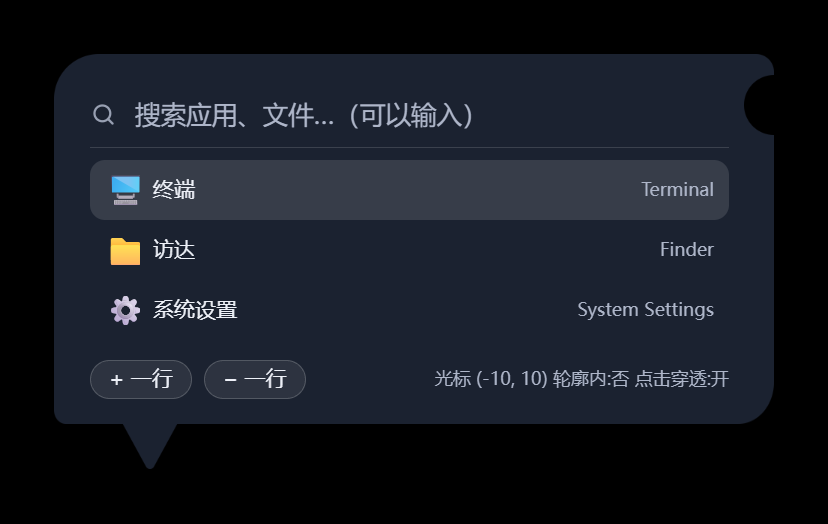 搜索应用、文件...（可以输入）
终端 Terminal
访达 Finder
系统设置 System Settings
+ 一行 − 一行 光标 (-10, 10) 轮廓内:否 点击穿透:开